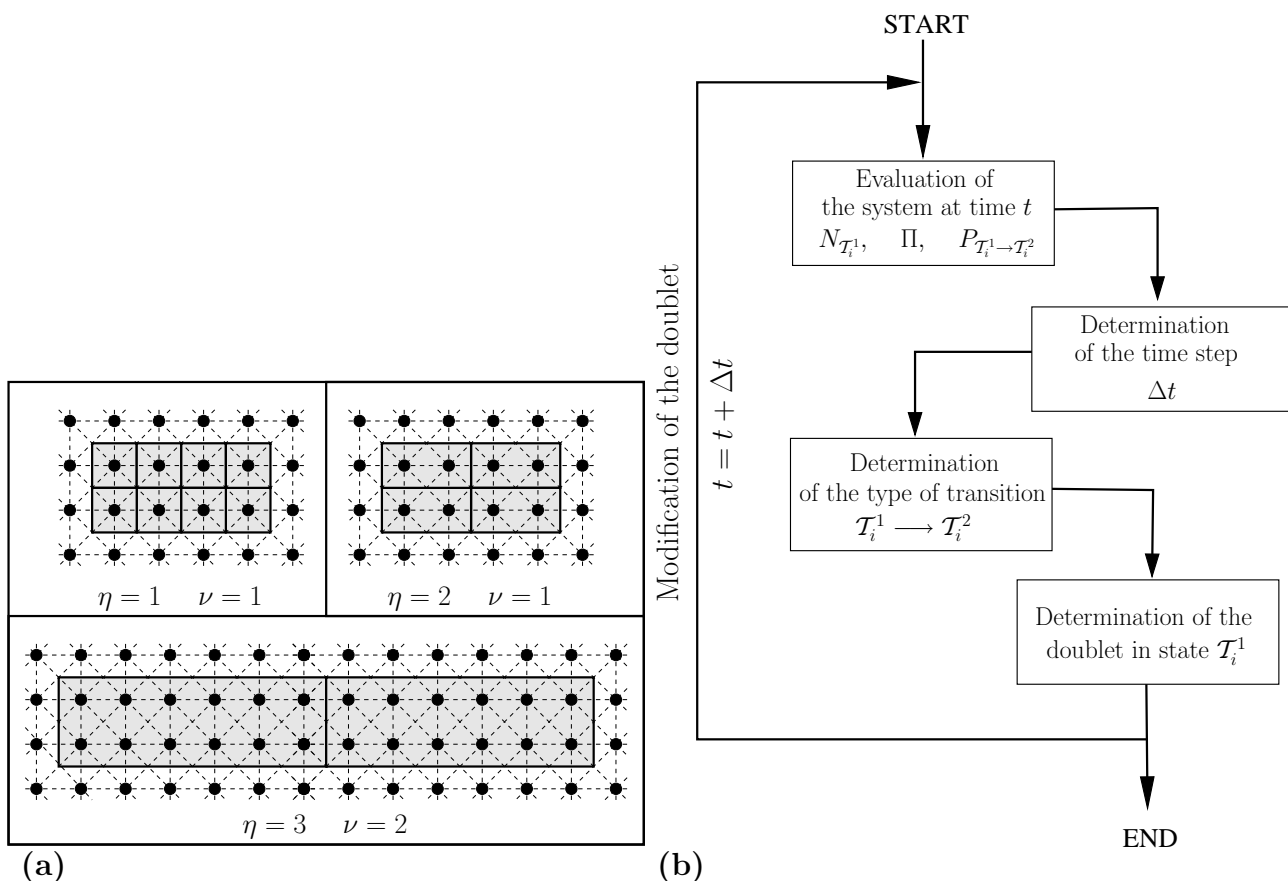 η = 1 ν = 1
η = 2 ν = 1
η = 3 ν = 2
(a)
START
Evaluation of
the system at time t
N_{𝒯_i^1}, Π, P_{𝒯_i^1→𝒯_i^2}
Determination
of the time step
Δt
Determination
of the type of transition
𝒯_i^1 ⟶ 𝒯_i^2
Determination of the
doublet in state 𝒯_i^1
Modification of the doublet
t = t + Δt
END
(b)